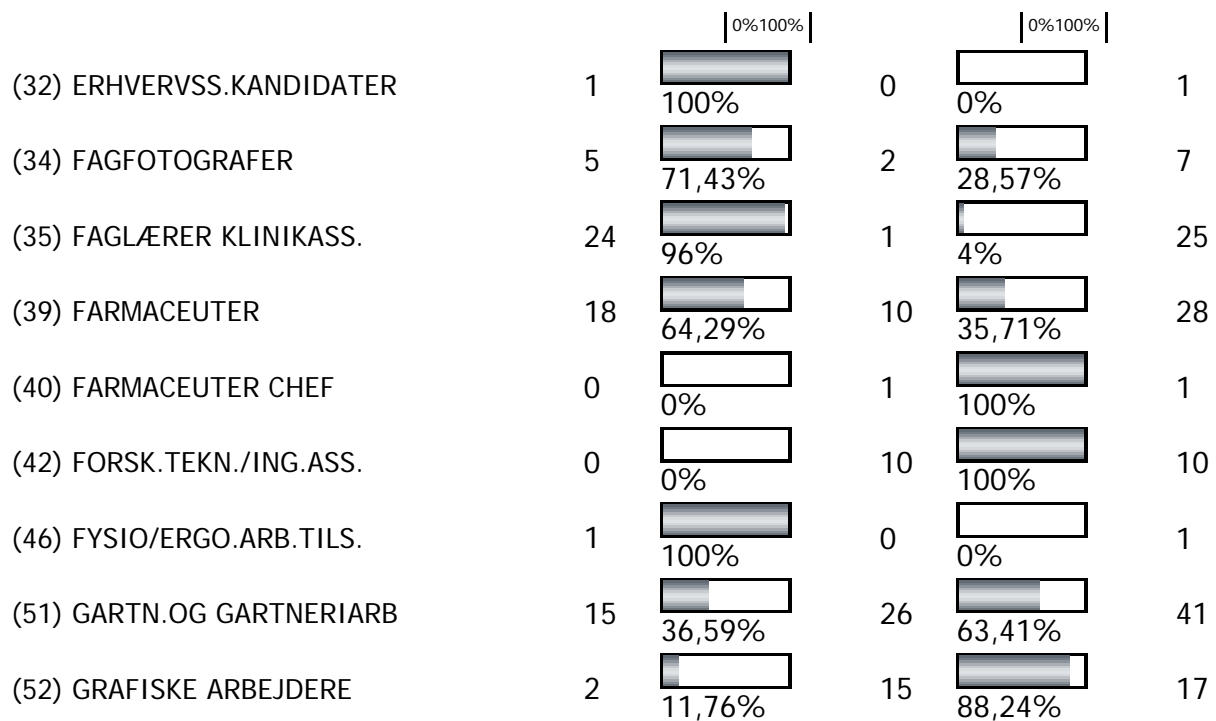 0%100% 0%100%
(32) ERHVERVSS.KANDIDATER 1 100% 0 0% 1
(34) FAGFOTOGRAFER 5 71,43% 2 28,57% 7
(35) FAGLÆRER KLINIKASS. 24 96% 1 4% 25
(39) FARMACEUTER 18 64,29% 10 35,71% 28
(40) FARMACEUTER CHEF 0 0% 1 100% 1
(42) FORSK.TEKN./ING.ASS. 0 0% 10 100% 10
(46) FYSIO/ERGO.ARB.TILS. 1 100% 0 0% 1
(51) GARTN.OG GARTNERIARB 15 36,59% 26 63,41% 41
(52) GRAFISKE ARBEJDERE 2 11,76% 15 88,24% 17